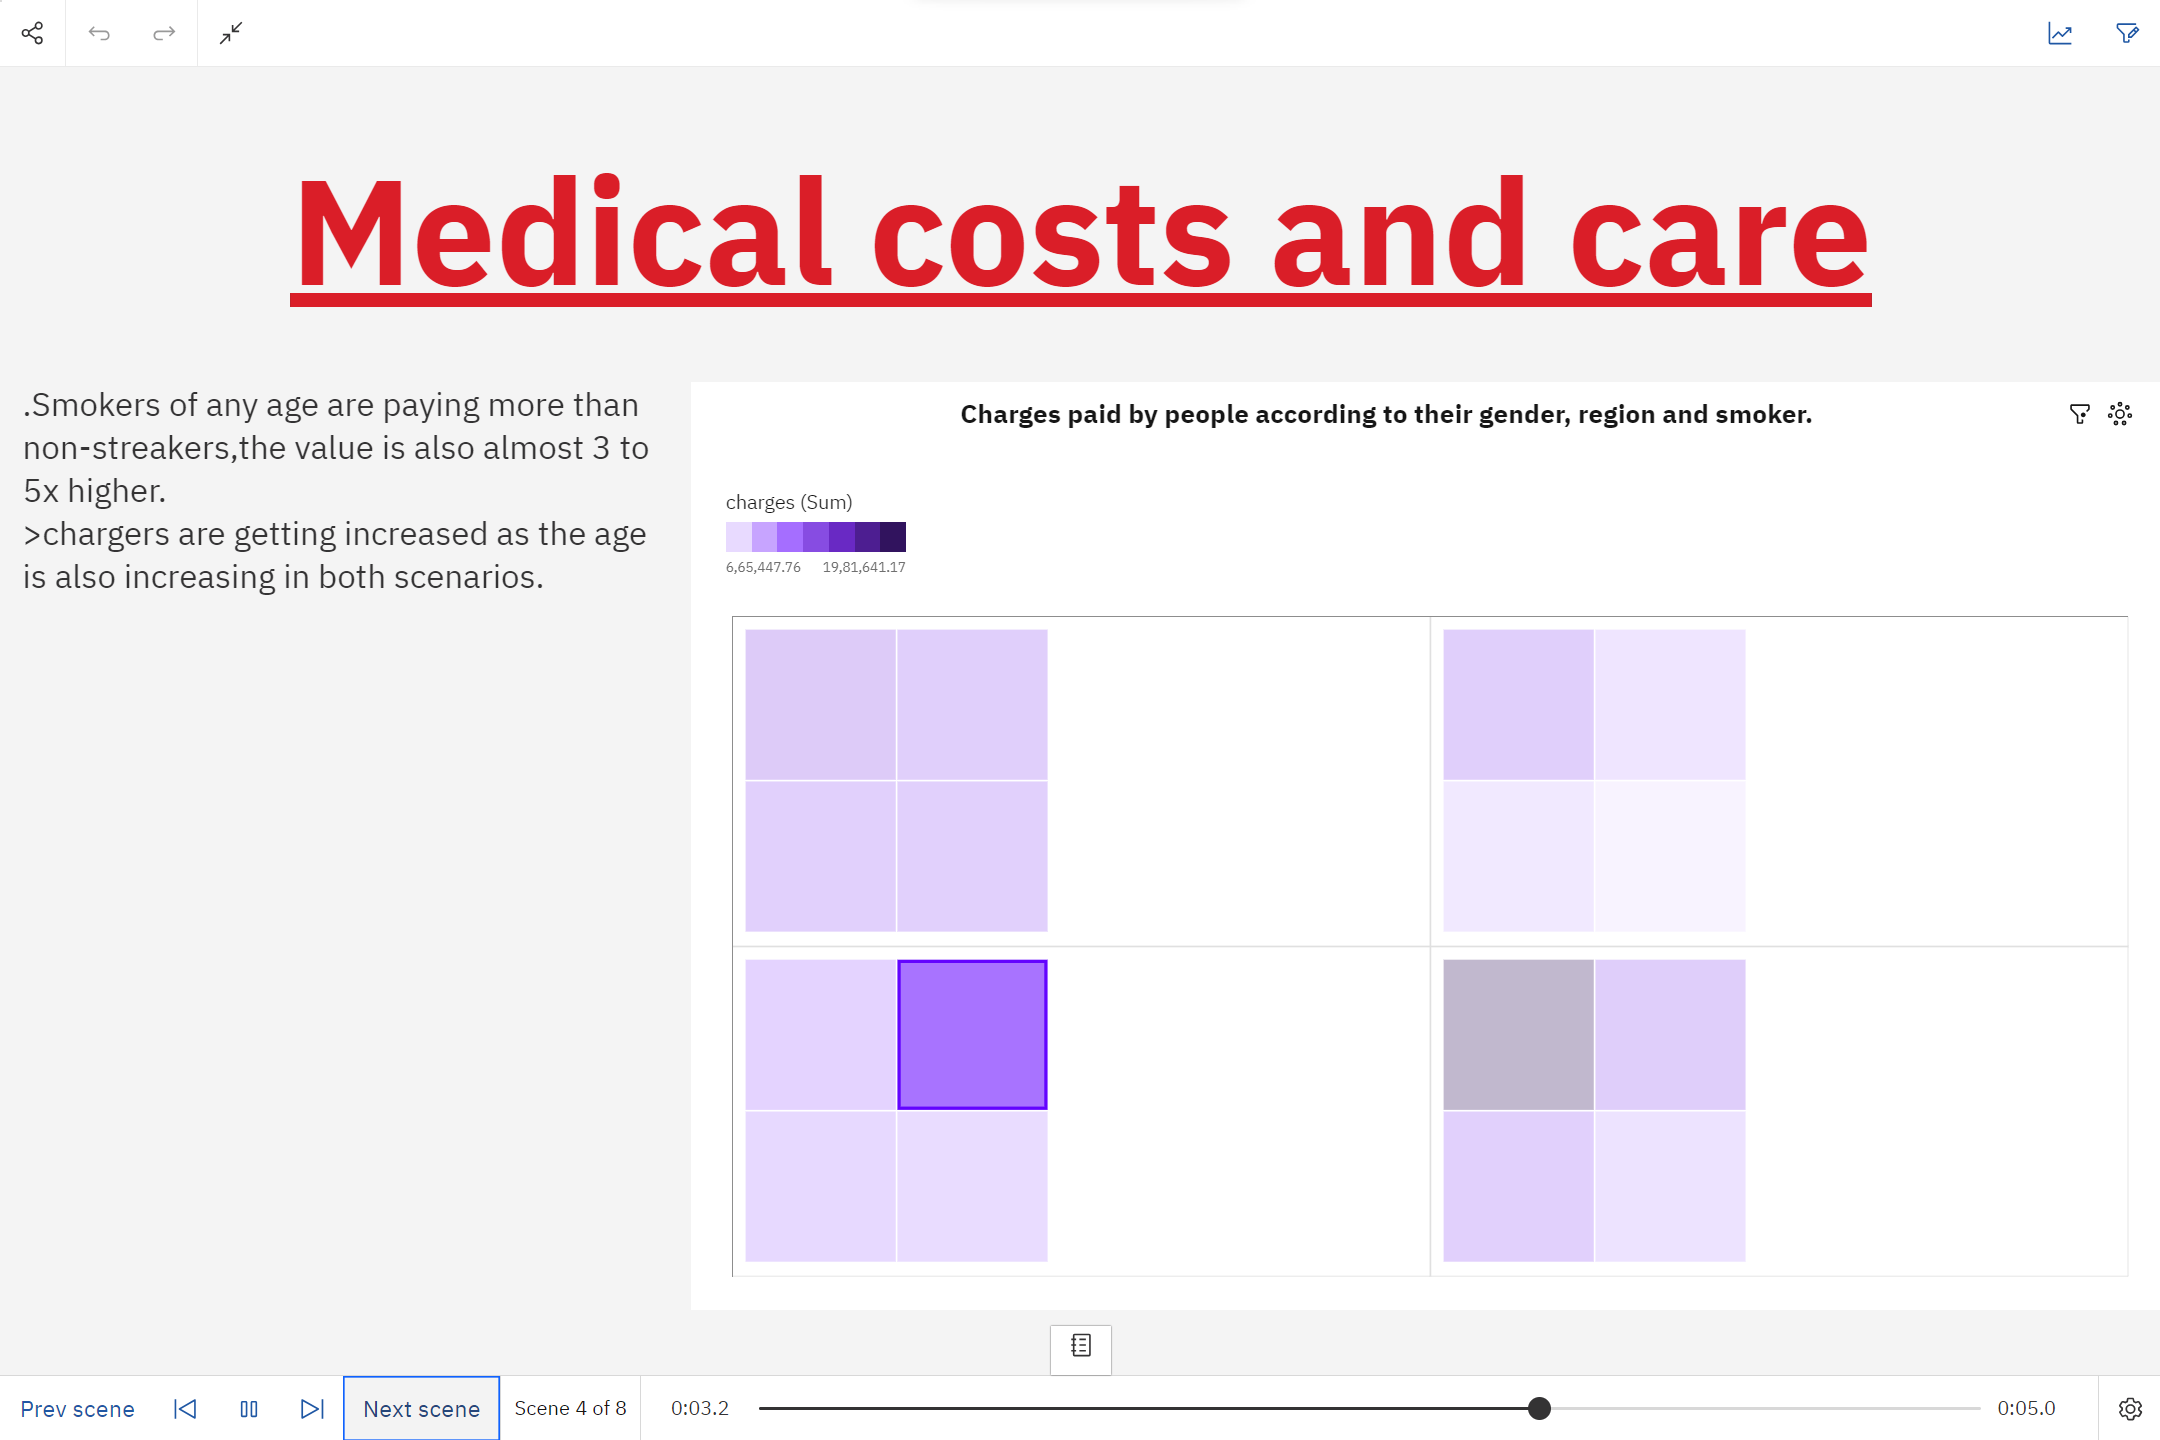 Medical costs and care
.Smokers of any age are paying more than
non-streakers,the value is also almost 3 to
5x higher.
>chargers are getting increased as the age
is also increasing in both scenarios.
Charges paid by people according to their gender, region and smoker.
charges (Sum)
6,65,447.76 19,81,641.17
Prev scene Next scene Scene 4 of 8 0:03.2 0:05.0